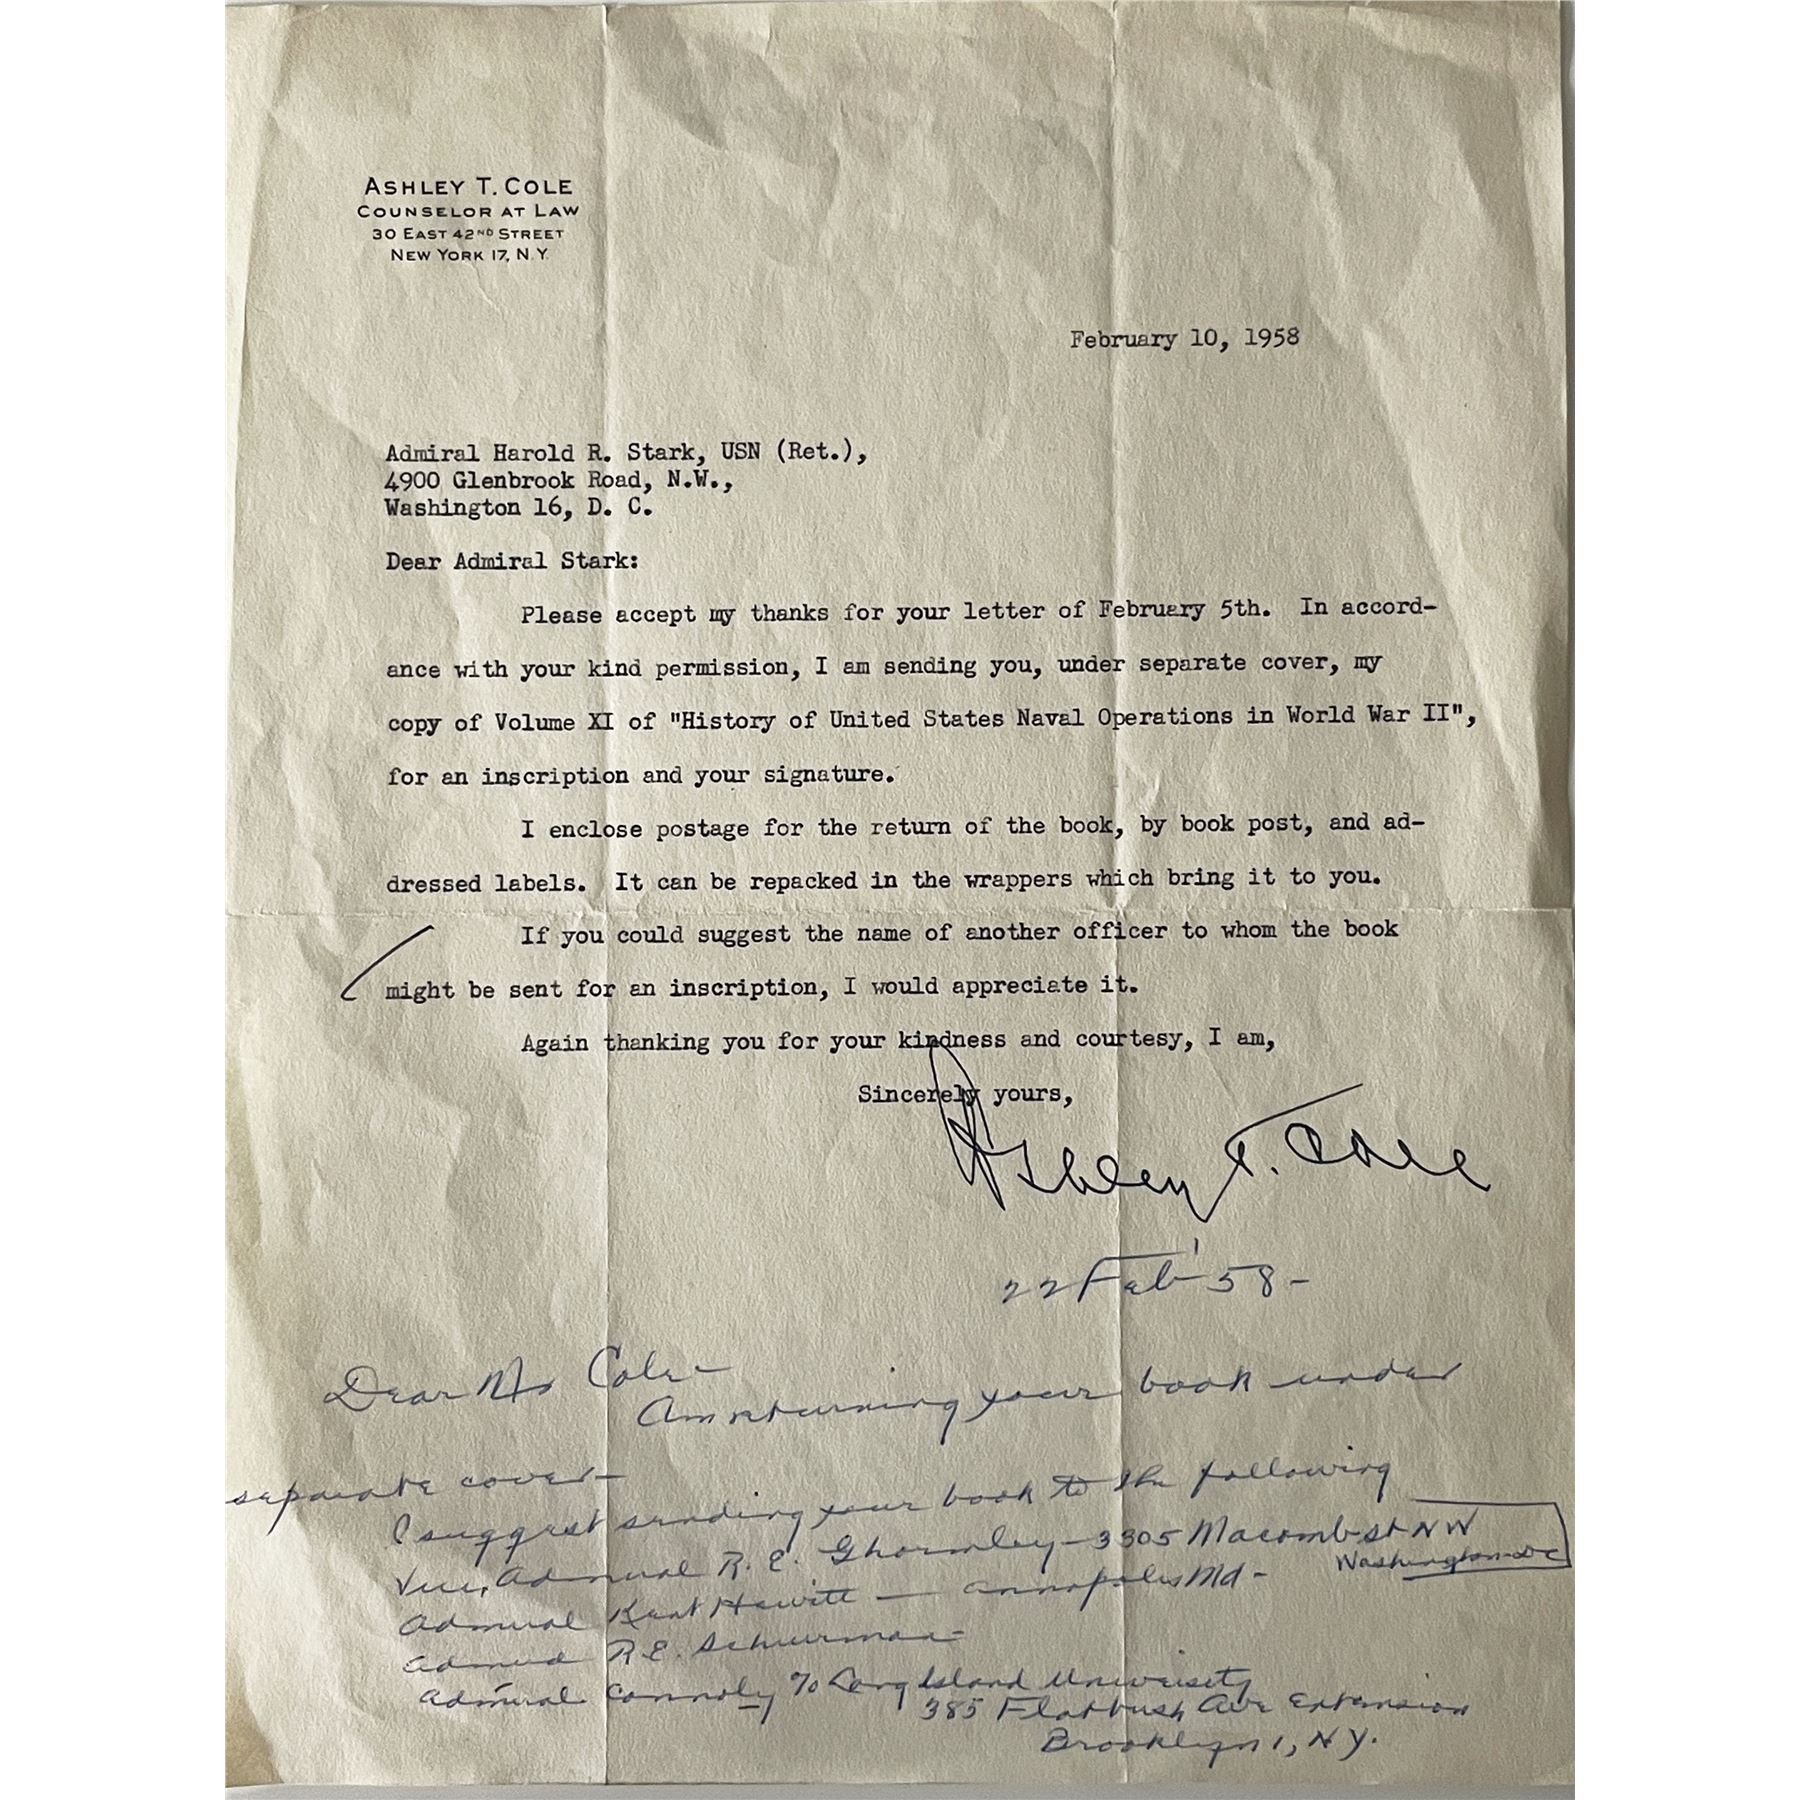 ASHLEY T. COLE
COUNSELOR AT LAW
30 EAST 42ND STREET
NEW YORK 17, N.Y.
February 10, 1958
Admiral Harold R. Stark, USN (Ret.),
4900 Glenbrook Road, N.W.,
Washington 16, D. C.
Dear Admiral Stark:
Please accept my thanks for your letter of February 5th. In accord-
ance with your kind permission, I am sending you, under separate cover, my
copy of Volume XI of "History of United States Naval Operations in World War II",
for an inscription and your signature.
I enclose postage for the return of the book, by book post, and ad-
dressed labels. It can be repacked in the wrappers which bring it to you.
If you could suggest the name of another officer to whom the book
might be sent for an inscription, I would appreciate it.
Again thanking you for your kindness and courtesy, I am,
Sincerely yours,
Ashley T. Cole
22 Feb '58-
Dear Mr Cole-
Am returning your book under
separate cover-
I suggest sending your book to the following
Vice Admiral R. E. Ghormley - 3305 Macomb St NW
Washington DC
Admiral Kent Hewitt - Annapolis Md -
Admiral R.E. Schuirmann -
Admiral Connoly % Long Island University
385 Flatbush Ave Extension
Brooklyn 1, N.Y.